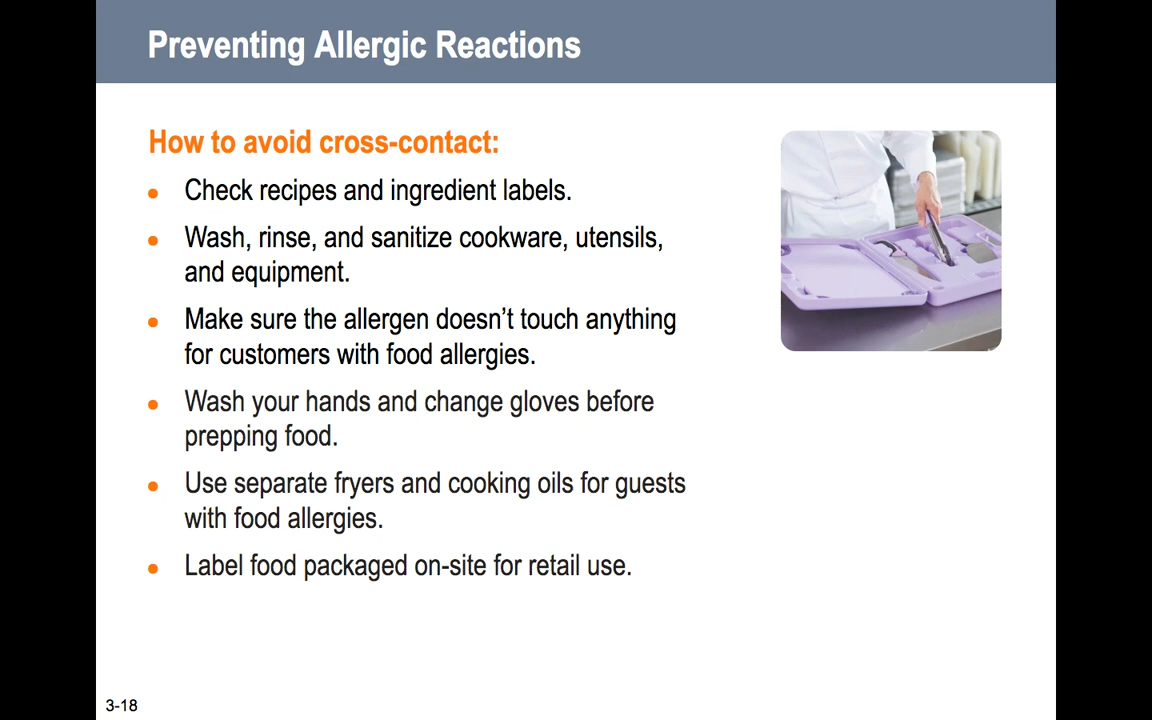 Preventing Allergic Reactions
How to avoid cross-contact:
• Check recipes and ingredient labels.
• Wash, rinse, and sanitize cookware, utensils,
and equipment.
• Make sure the allergen doesn’t touch anything
for customers with food allergies.
• Wash your hands and change gloves before
prepping food.
• Use separate fryers and cooking oils for guests
with food allergies.
• Label food packaged on-site for retail use.
3-18